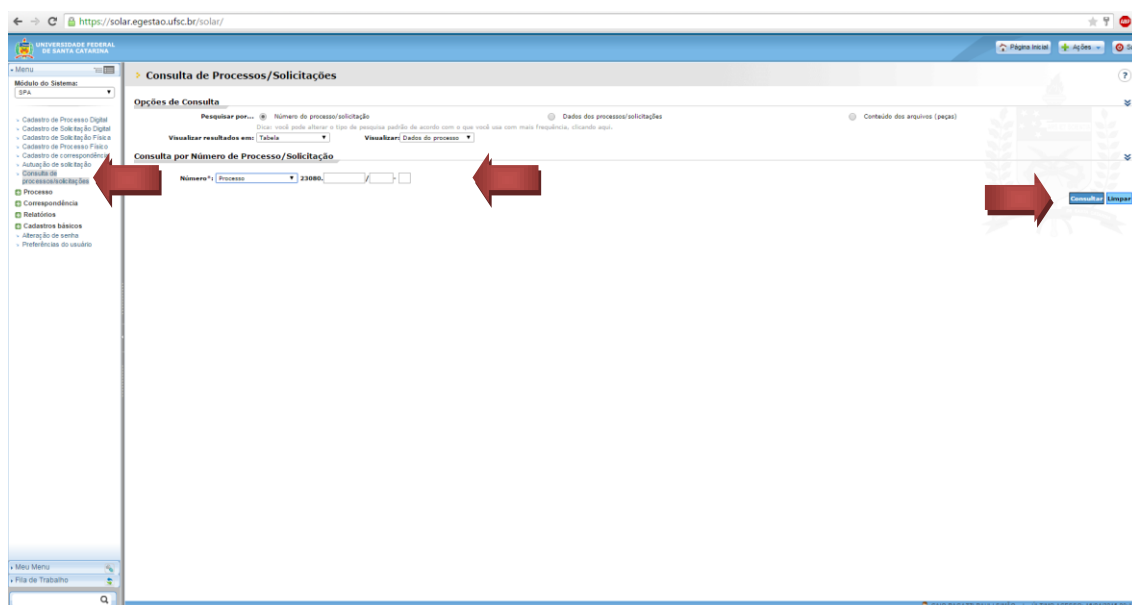 https://solar.egestao.ufsc.br/solar/
UNIVERSIDADE FEDERAL
DE SANTA CATARINA
Página Inicial
Ações
Menu
Módulo do Sistema:
SPA
Cadastro de Processo Digital
Cadastro de Solicitação Digital
Cadastro de Solicitação Física
Cadastro de Processo Físico
Cadastro de correspondência
Autuação de solicitação
Consulta de
processos/solicitações
Processo
Correspondência
Relatórios
Cadastros básicos
Alteração de senha
Preferências do usuário
Consulta de Processos/Solicitações
?
Opções de Consulta
Pesquisar por... Número do processo/solicitação Dados dos processos/solicitações Conteúdo dos arquivos (peças)
Dica: você pode alterar o tipo de pesquisa padrão de acordo com o que você usa com mais frequência, clicando aqui.
Visualizar resultados em: Tabela Visualizar: Dados do processo
Consulta por Número de Processo/Solicitação
Número*: Processo 23080. / -
Consultar Limpar
Meu Menu
Fila de Trabalho